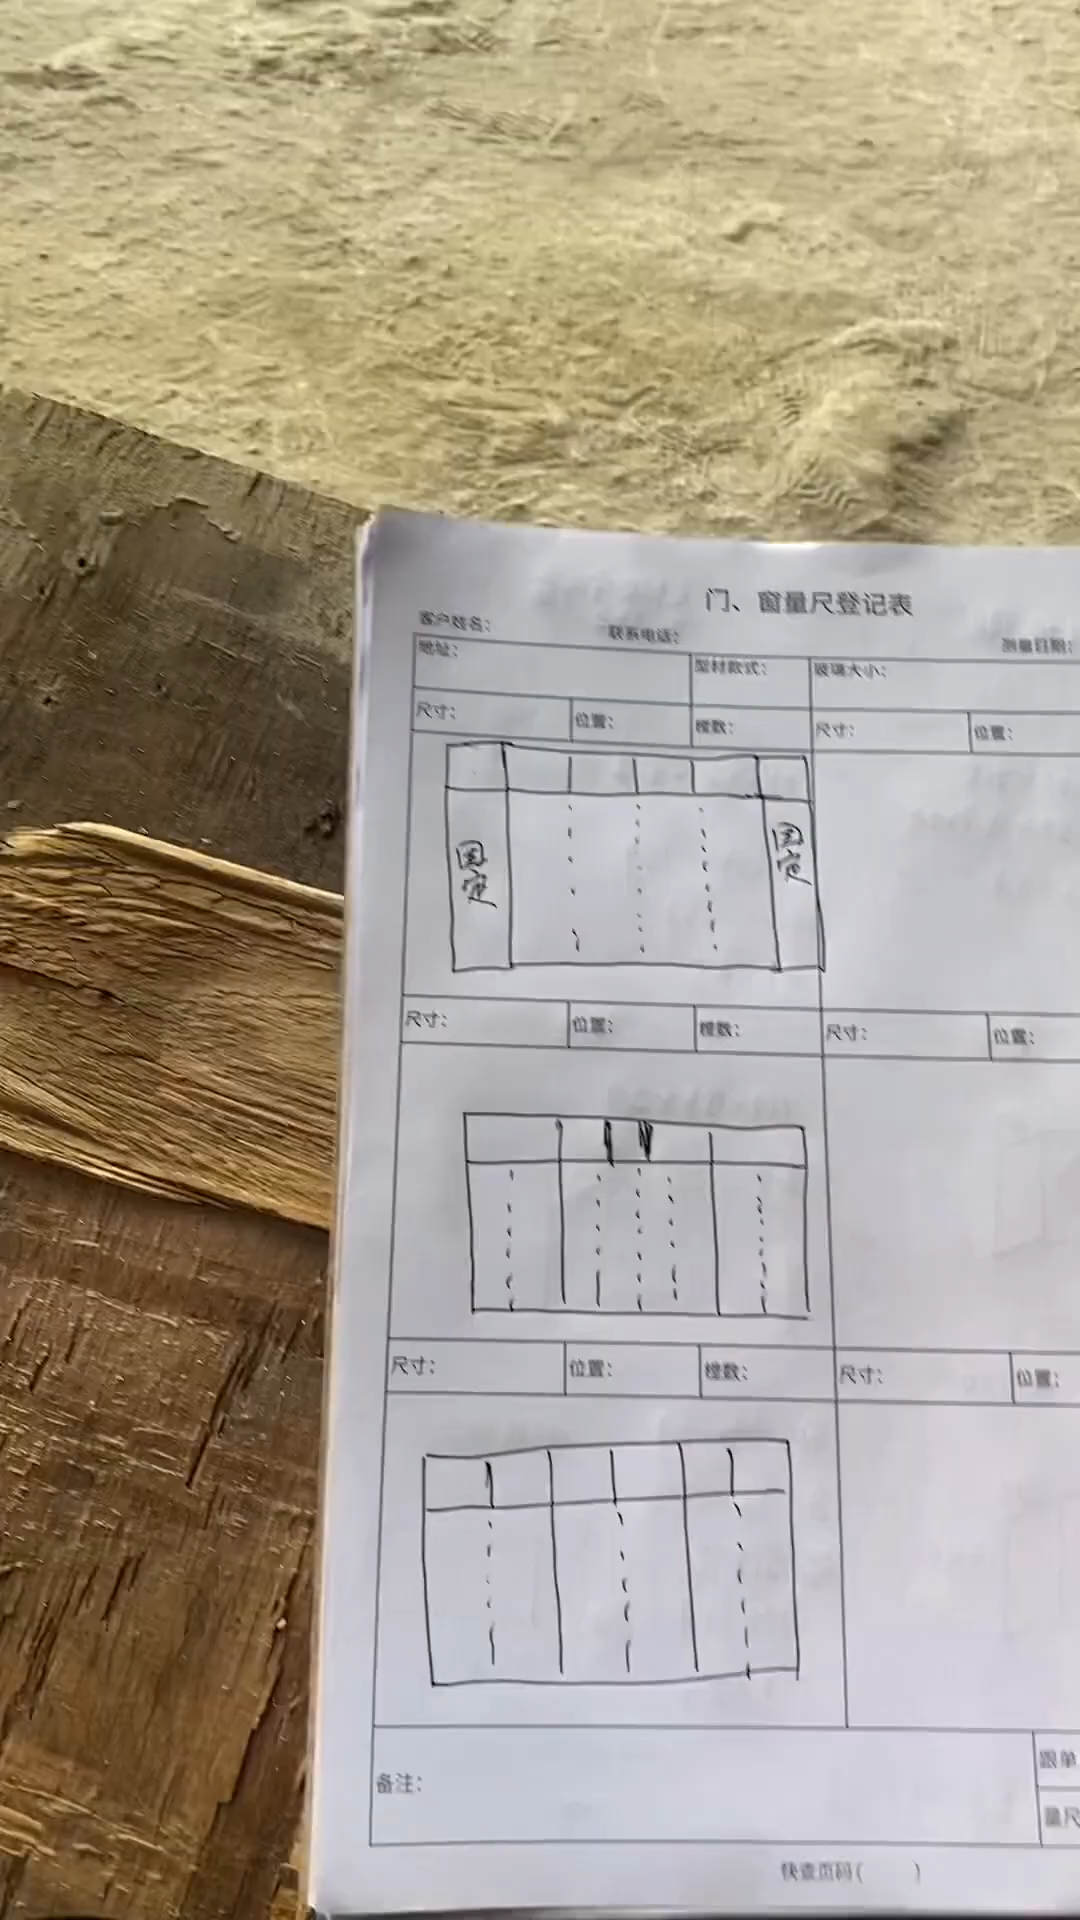 门、窗量尺登记表
客户姓名： 联系电话： 测量日期：
地址： 型材款式： 玻璃大小：
尺寸： 位置： 樘数： 尺寸： 位置：
固定 固定
尺寸： 位置： 樘数： 尺寸： 位置：
尺寸： 位置： 樘数： 尺寸： 位置：
备注： 跟单
量尺
快查页码（ ）